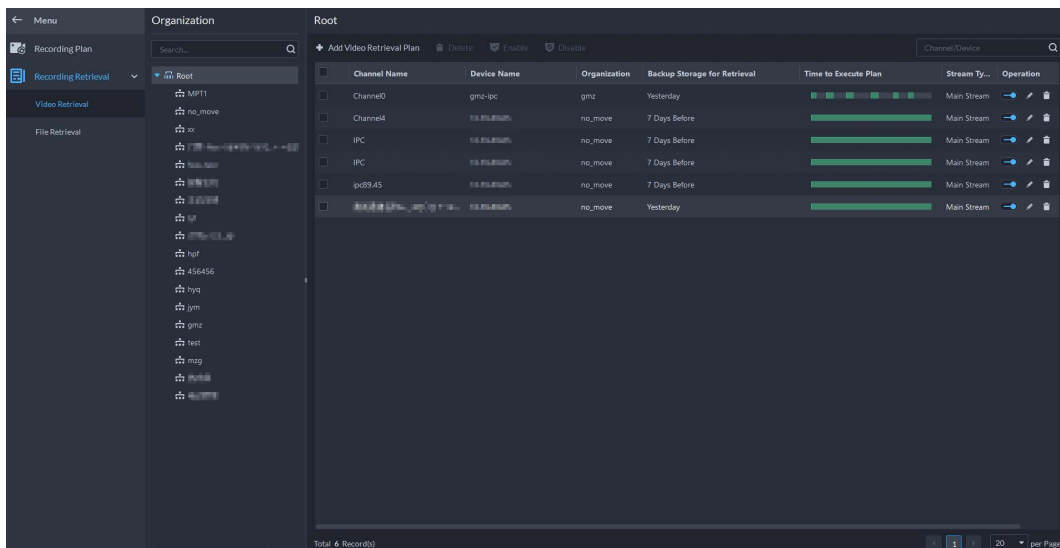 Menu
Recording Plan
Recording Retrieval
Video Retrieval
File Retrieval
Organization
Search...
Root
MPT1
no_move
xx
hpf
456456
hyq
jym
gmz
test
mzg
Root
Add Video Retrieval Plan Delete Enable Disable Channel/Device
Channel Name Device Name Organization Backup Storage for Retrieval Time to Execute Plan Stream Ty... Operation
Channel0 gmz-ipc gmz Yesterday Main Stream
Channel4 no_move 7 Days Before Main Stream
IPC no_move 7 Days Before Main Stream
IPC no_move 7 Days Before Main Stream
ipc89.45 no_move 7 Days Before Main Stream
no_move Yesterday Main Stream
Total 6 Record(s) 1 20 per Page